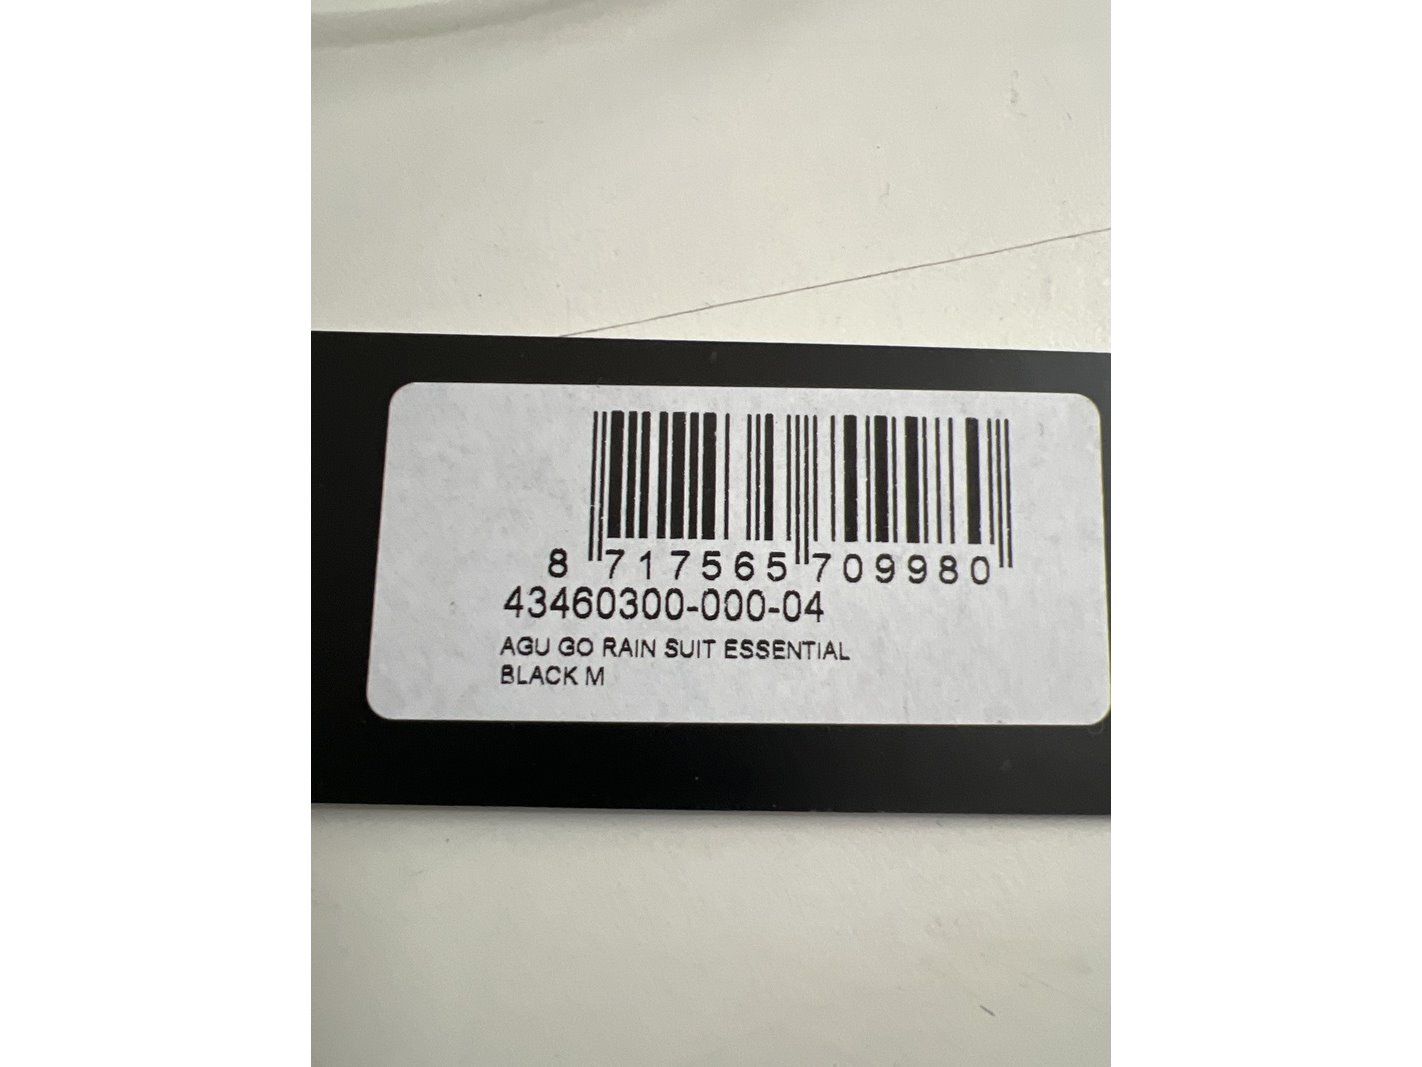 8 717565 709980
43460300-000-04
AGU GO RAIN SUIT ESSENTIAL
BLACK M